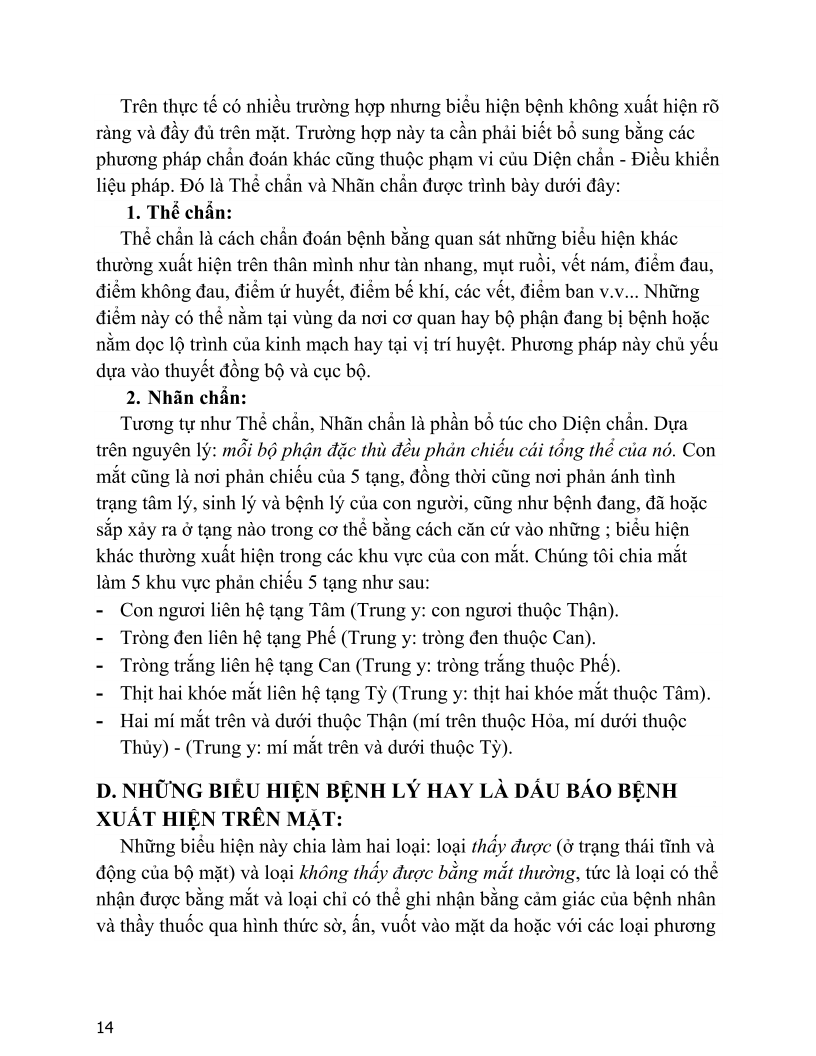 Trên thực tế có nhiều trường hợp nhưng biểu hiện bệnh không xuất hiện rõ
ràng và đầy đủ trên mặt. Trường hợp này ta cần phải biết bổ sung bằng các
phương pháp chẩn đoán khác cũng thuộc phạm vi củu Diện chẩn - Điều khiển
liệu pháp. Đó là Thể chẩn và Nhãn chẩn được trình bày dưới đây:
1. Thể chẩn:
Thể chẩn là cách chẩn đoán bệnh bằng quan sát những biểu hiện khác
thường xuất hiện trên thân mình như tàn nhang, mụt ruồi, vết nám, điểm đau,
điểm không đau, điểm ứ huyết, điểm bế khí, các vết, điểm ban v.v... Những
điểm này có thể nằm tại vùng da nơi cơ quan hay bộ phận đang bị bệnh hoặc
nằm dọc lộ trình của kinh mạch hay tại vị trí huyệt. Phương pháp này chủ yếu
dựa vào thuyết đồng bộ và cục bộ.
2. Nhãn chẩn:
Tương tự như Thể chẩn, Nhãn chẩn là phần bổ túc cho Diện chẩn. Dựa
trên nguyên lý: mỗi bộ phận đặc thù đều phản chiếu cái tổng thể của nó. Con
mắt cũng là nơi phản chiếu của 5 tạng, đồng thời cũng nơi phản ánh tình
trạng tâm lý, sinh lý và bệnh lý của con người, cũng như bệnh đang, đã hoặc
sắp xảy ra ở tạng nào trong cơ thể bằng cách căn cứ vào những ; biểu hiện
khác thường xuất hiện trong các khu vực của con mắt. Chúng tôi chia mắt
làm 5 khu vực phản chiếu 5 tạng như sau:
- Con ngươi liên hệ tạng Tâm (Trung y: con ngươi thuộc Thận).
- Tròng đen liên hệ tạng Phế (Trung y: tròng đen thuộc Can).
- Tròng trắng liên hệ tạng Can (Trung y: tròng trắng thuộc Phế).
- Thịt hai khóe mắt liên hệ tạng Tỳ (Trung y: thịt hai khóe mắt thuộc Tâm).
- Hai mí mắt trên và dưới thuộc Thận (mí trên thuộc Hỏa, mí dưới thuộc
Thủy) - (Trung y: mí mắt trên và dưới thuộc Tỳ).
D. NHỮNG BIỂU HIỆN BỆNH LÝ HAY LÀ DẤU BÁO BỆNH
XUẤT HIỆN TRÊN MẶT:
Những biểu hiện này chia làm hai loại: loại thấy được (ở trạng thái tĩnh và
động của bộ mặt) và loại không thấy được bằng mắt thường, tức là loại có thể
nhận được bằng mắt và loại chỉ có thể ghi nhận bằng cảm giác của bệnh nhân
và thầy thuốc qua hình thức sờ, ấn, vuốt vào mặt da hoặc với các loại phương
14